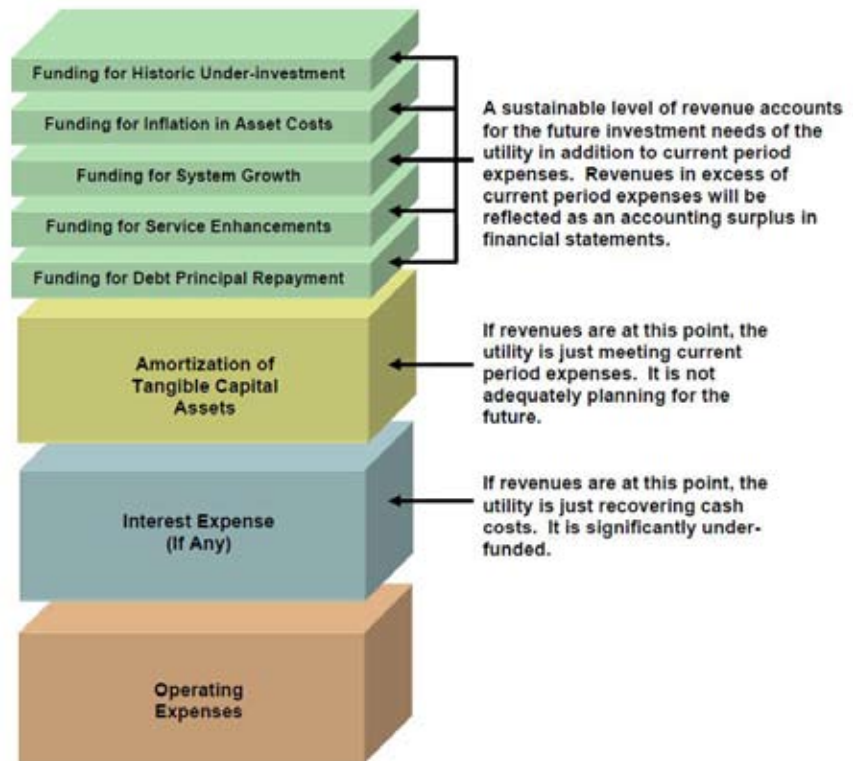 Funding for Historic Under-investment
Funding for Inflation in Asset Costs
Funding for System Growth
Funding for Service Enhancements
Funding for Debt Principal Repayment
A sustainable level of revenue accounts
for the future investment needs of the
utility in addition to current period
expenses. Revenues in excess of
current period expenses will be
reflected as an accounting surplus in
financial statements.
Amortization of
Tangible Capital
Assets
If revenues are at this point, the
utility is just meeting current
period expenses. It is not
adequately planning for the
future.
Interest Expense
(If Any)
If revenues are at this point, the
utility is just recovering cash
costs. It is significantly under-
funded.
Operating
Expenses